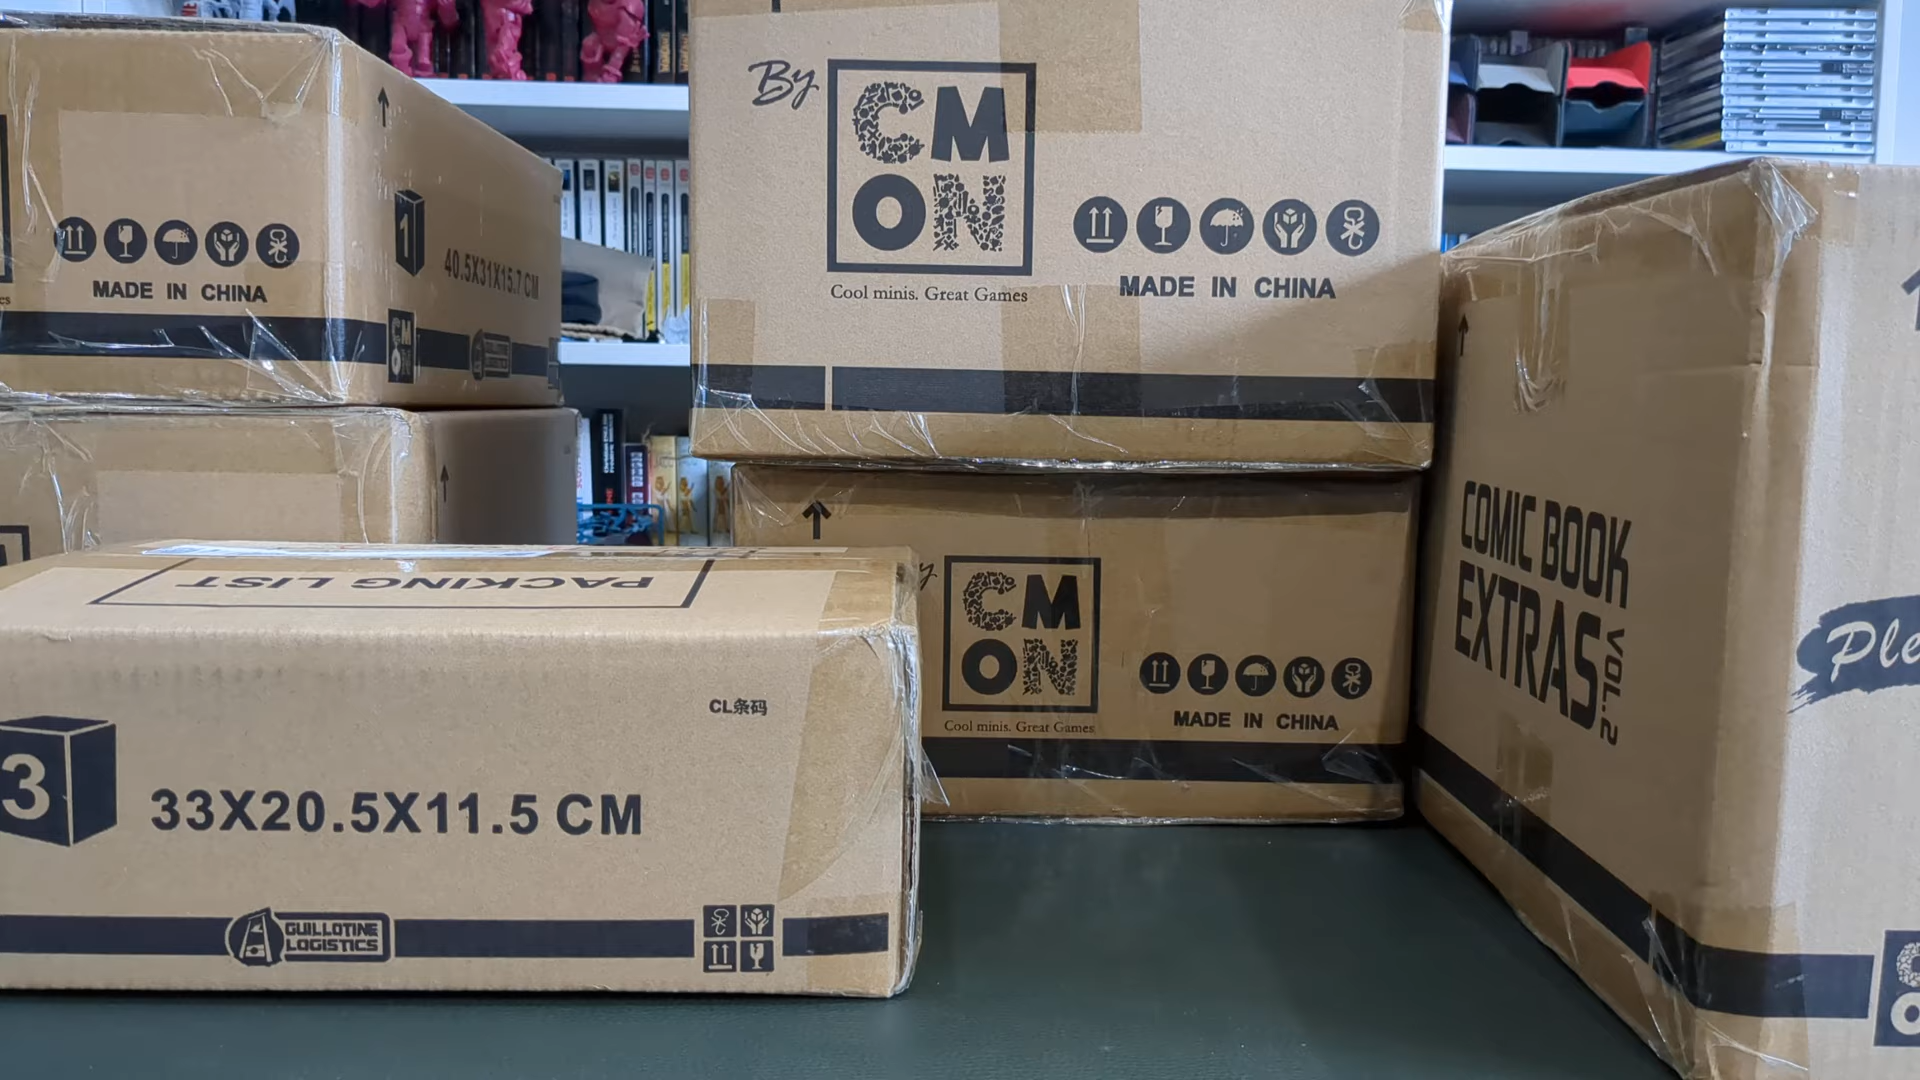 MADE IN CHINA
1
40.5X31X15.7 CM
CM
ON
By
CM
ON
Cool minis. Great Games
MADE IN CHINA
CM
ON
Cool minis. Great Games
MADE IN CHINA
PACKING LIST
CL条码
3
33X20.5X11.5 CM
GUILLOTINE
LOGISTICS
COMIC BOOK
EXTRAS
VOL.2